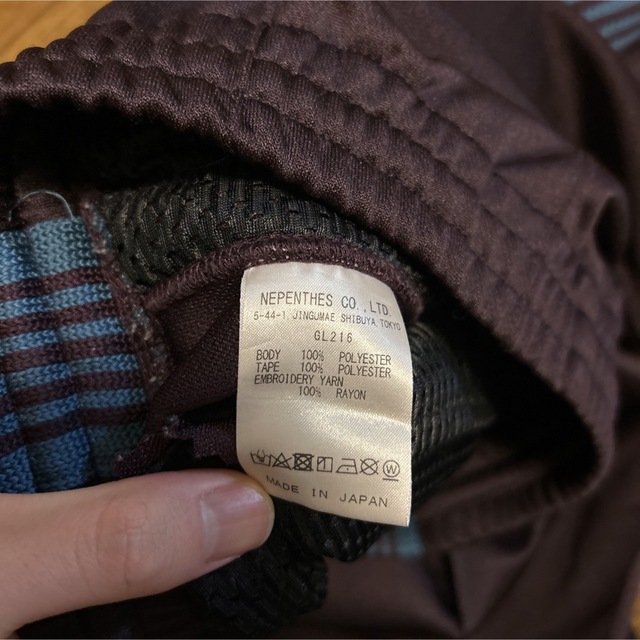 NEPENTHES CO.,LTD
5-44-1 JINGUMAE SHIBUYA TOKYO
GL216
BODY 100% POLYESTER
TAPE 100% POLYESTER
EMBROIDERY YARN
100% RAYON
W
MADE IN JAPAN